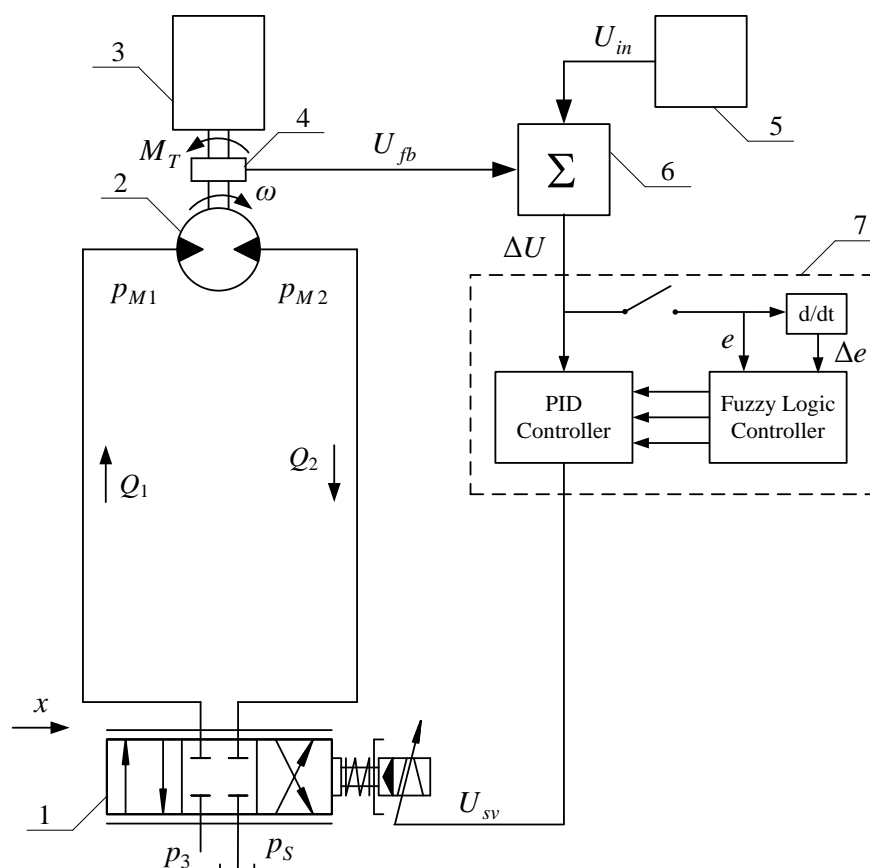 3
U_in
5
4
M_T
U_fb
Σ
6
2
ω
ΔU
7
p_M1
p_M2
d/dt
e
Δe
PID
Controller
Fuzzy Logic
Controller
Q_2
Q_1
x
1
U_sv
p_3
p_S